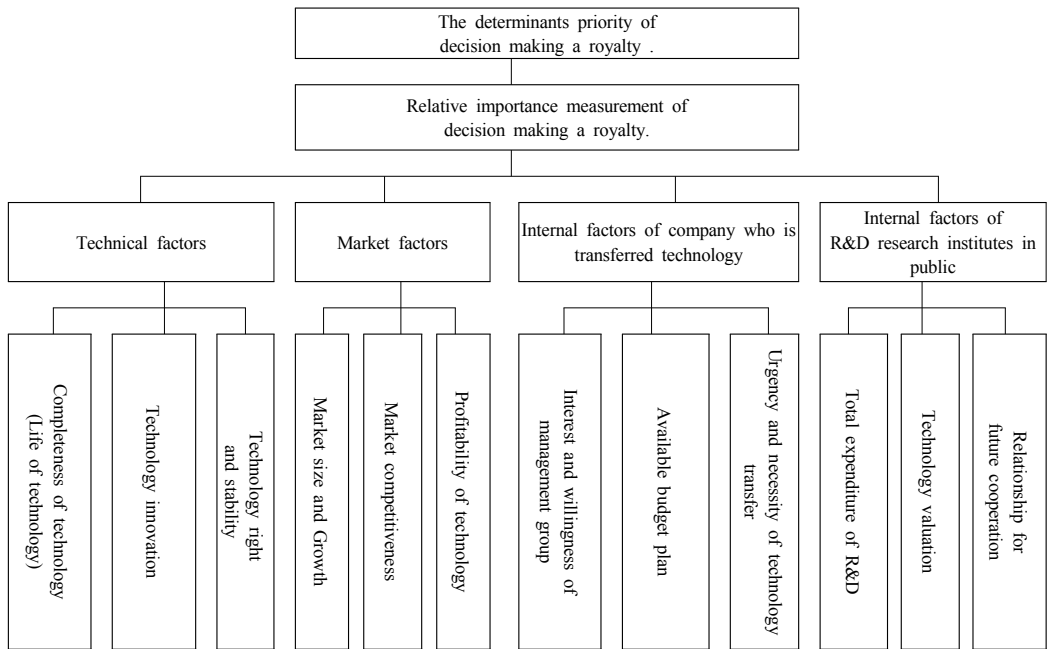 The determinants priority of
decision making a royalty .
Relative importance measurement of
decision making a royalty.
Technical factors
Market factors
Internal factors of company who is
transferred technology
Internal factors of
R&D research institutes in
public
Completeness of technology
(Life of technology)
Technology innovation
Technology right
and stability
Market size and Growth
Market competitiveness
Profitability of technology
Interest and willingness of
management group
Available budget plan
Urgency and necessity of technology
transfer
Total expenditure of R&D
Technology valuation
Relationship for
future cooperation